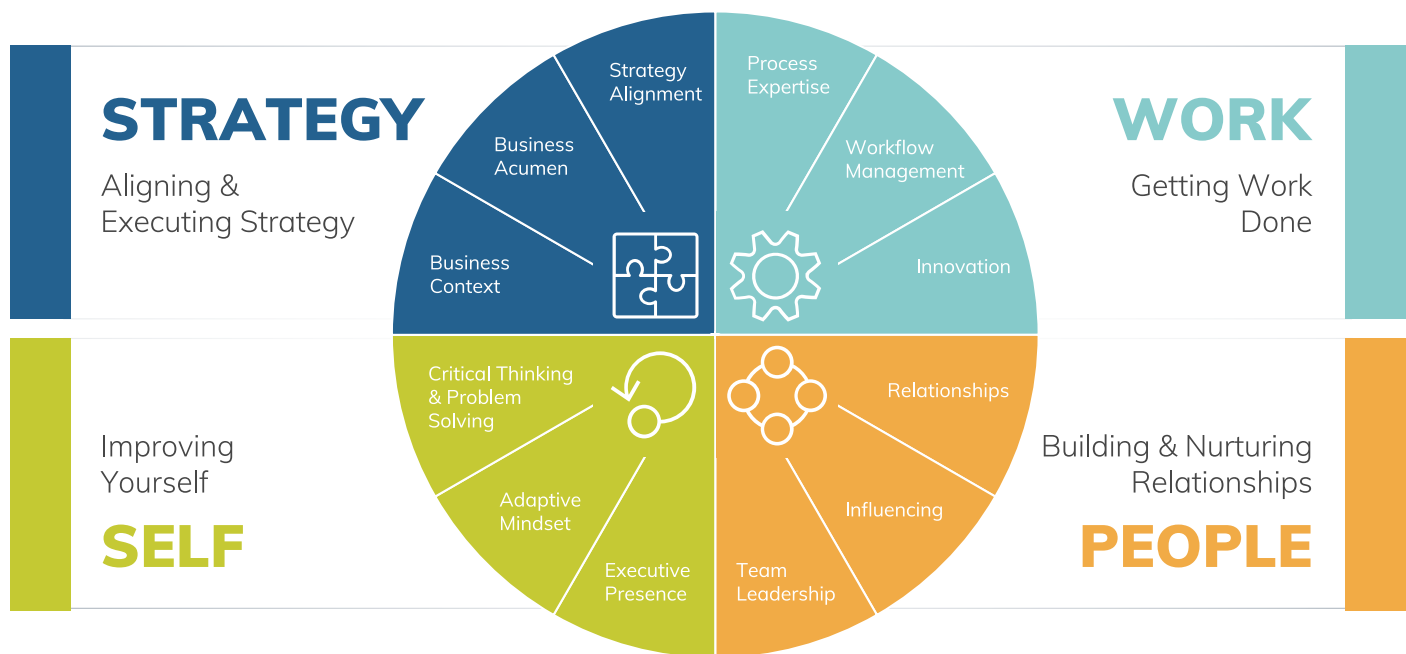 STRATEGY
Aligning &
Executing Strategy
Strategy
Alignment
Business
Acumen
Business
Context
Process
Expertise
Workflow
Management
Innovation
WORK
Getting Work
Done
Improving
Yourself
SELF
Critical Thinking
& Problem
Solving
Adaptive
Mindset
Executive
Presence
Relationships
Influencing
Team
Leadership
Building & Nurturing
Relationships
PEOPLE